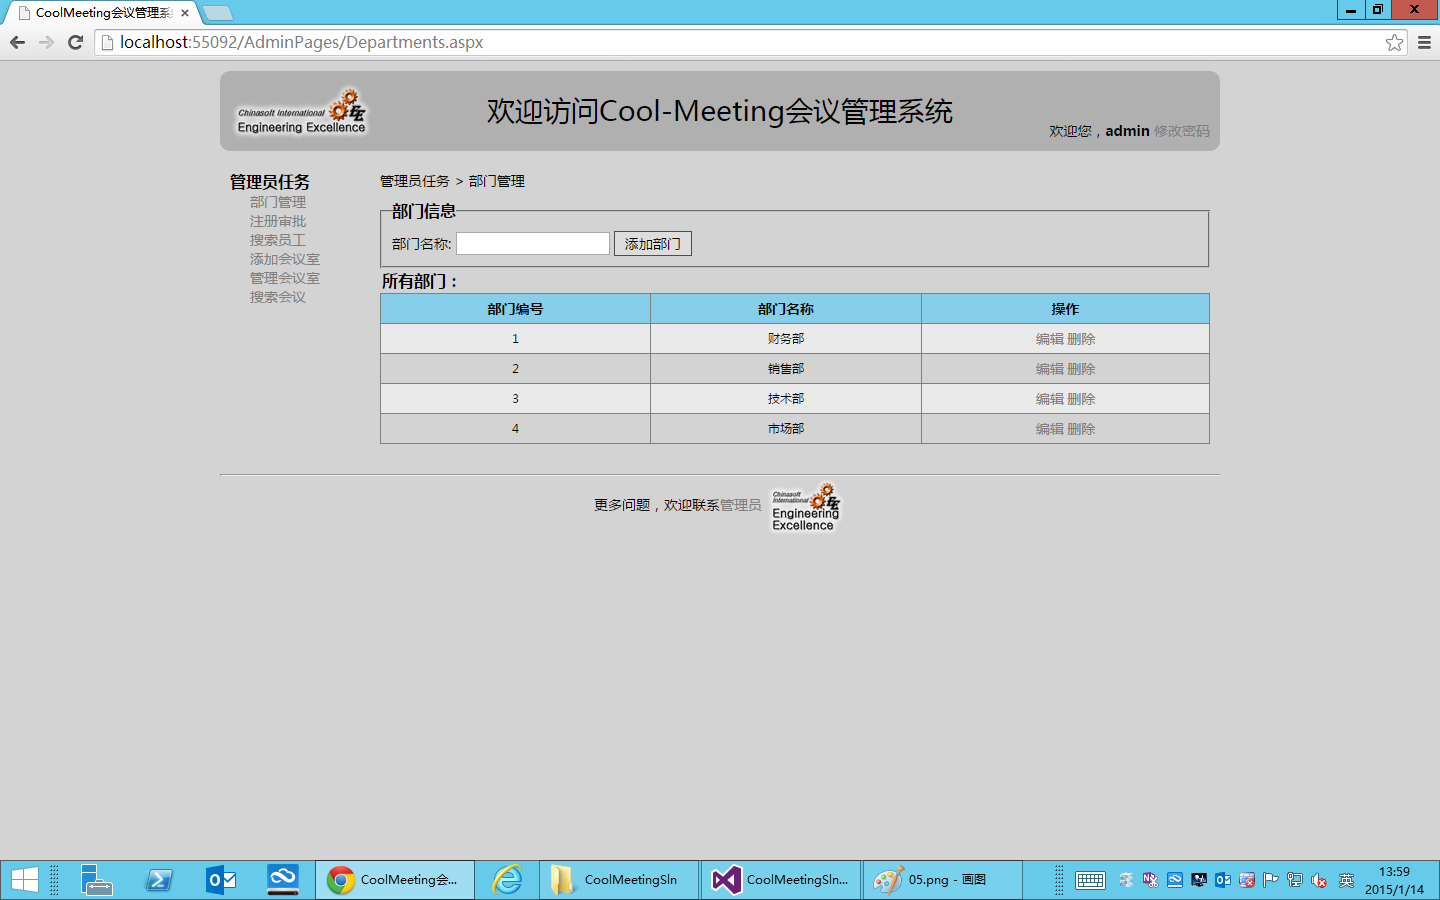 CoolMeeting会议管理系
localhost:55092/AdminPages/Departments.aspx
Chinasoft International
Engineering Excellence
欢迎访问Cool-Meeting会议管理系统
欢迎您，admin 修改密码
管理员任务
部门管理
注册审批
搜索员工
添加会议室
管理会议室
搜索会议
管理员任务 > 部门管理
部门信息
部门名称: 添加部门
所有部门：
部门编号 部门名称 操作
1 财务部 编辑 删除
2 销售部 编辑 删除
3 技术部 编辑 删除
4 市场部 编辑 删除
更多问题，欢迎联系管理员
Chinasoft
International
Engineering
Excellence
CoolMeeting会...
CoolMeetingSln
CoolMeetingSln...
05.png - 画图
英
13:59
2015/1/14